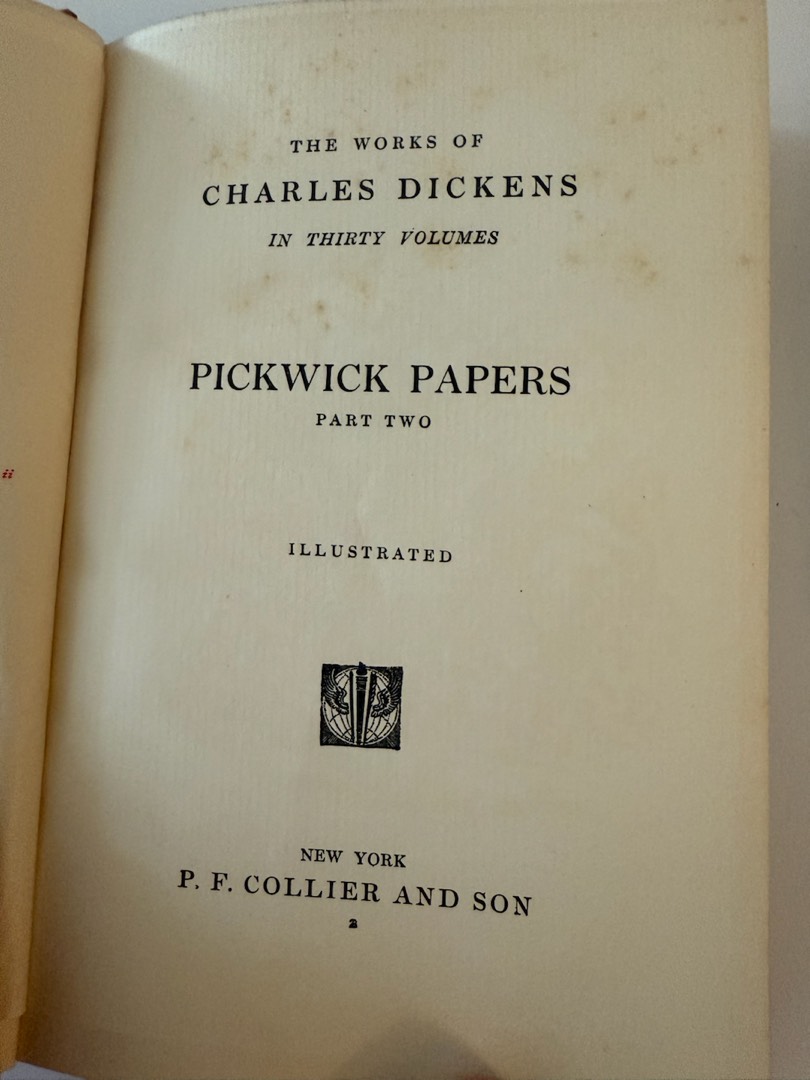 ii
THE WORKS OF
CHARLES DICKENS
IN THIRTY VOLUMES
PICKWICK PAPERS
PART TWO
ILLUSTRATED
NEW YORK
P. F. COLLIER AND SON
2